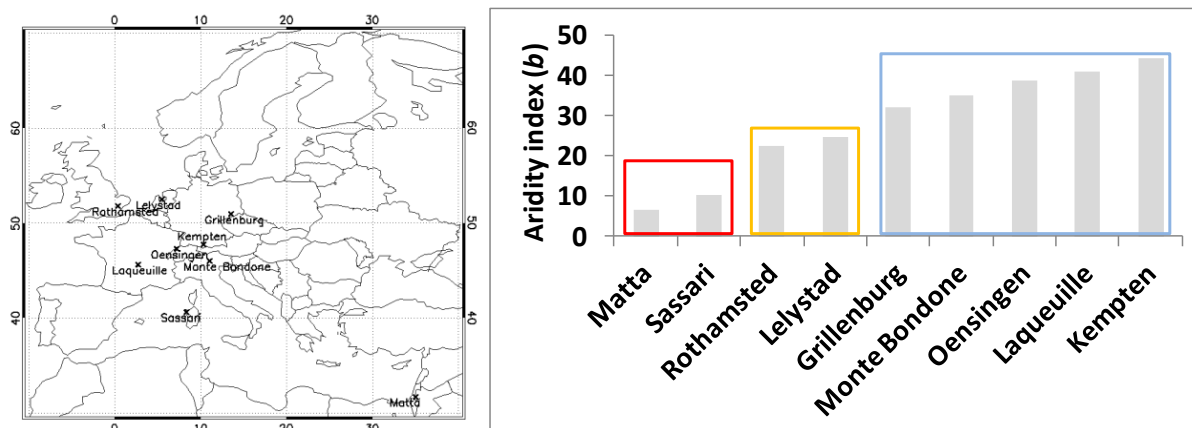 0 10 20 30
60 60
Lelystad
Rothamsted
Grillenburg
50 50
Kempten
Oensingen
Monte Bondone
Laqueuille
Sassari
40 40
Matta
0 10 20 30
Aridity index (b)
50
40
30
20
10
0
Matta
Sassari
Rothamsted
Lelystad
Grillenburg
Monte Bondone
Oensingen
Laqueuille
Kempten